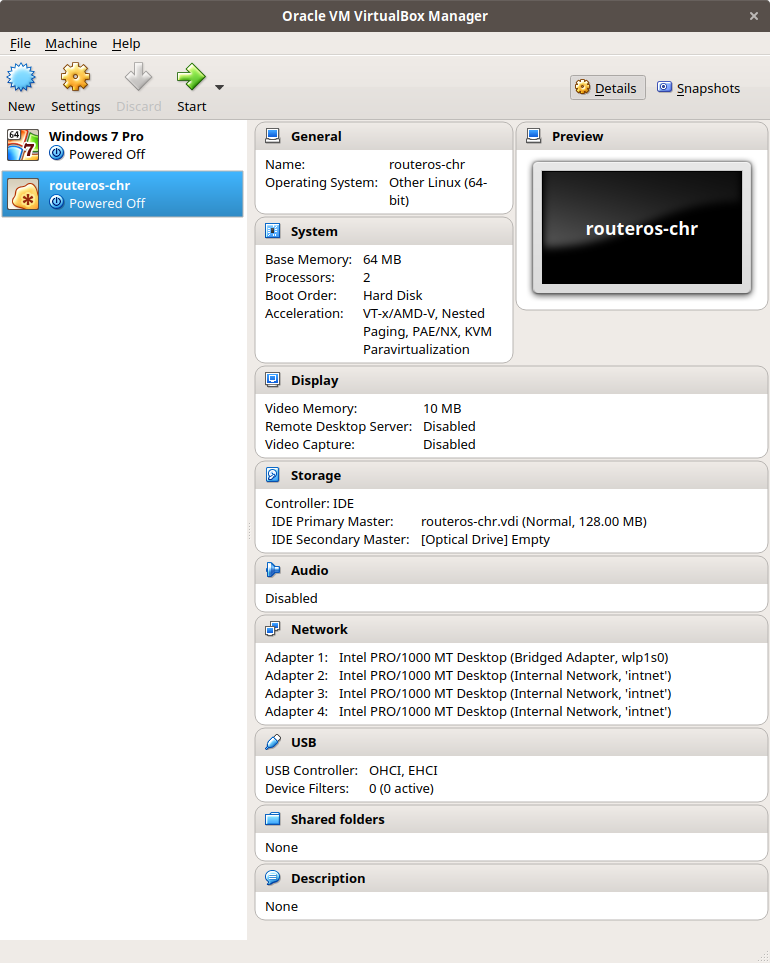 Oracle VM VirtualBox Manager
File Machine Help
New Settings Discard Start
Details Snapshots
64
7
Windows 7 Pro
Powered Off
routeros-chr
Powered Off
General
Name: routeros-chr
Operating System: Other Linux (64-
bit)
Preview
routeros-chr
System
Base Memory: 64 MB
Processors: 2
Boot Order: Hard Disk
Acceleration: VT-x/AMD-V, Nested
Paging, PAE/NX, KVM
Paravirtualization
Display
Video Memory: 10 MB
Remote Desktop Server: Disabled
Video Capture: Disabled
Storage
Controller: IDE
IDE Primary Master: routeros-chr.vdi (Normal, 128.00 MB)
IDE Secondary Master: [Optical Drive] Empty
Audio
Disabled
Network
Adapter 1: Intel PRO/1000 MT Desktop (Bridged Adapter, wlp1s0)
Adapter 2: Intel PRO/1000 MT Desktop (Internal Network, 'intnet')
Adapter 3: Intel PRO/1000 MT Desktop (Internal Network, 'intnet')
Adapter 4: Intel PRO/1000 MT Desktop (Internal Network, 'intnet')
USB
USB Controller: OHCI, EHCI
Device Filters: 0 (0 active)
Shared folders
None
Description
None